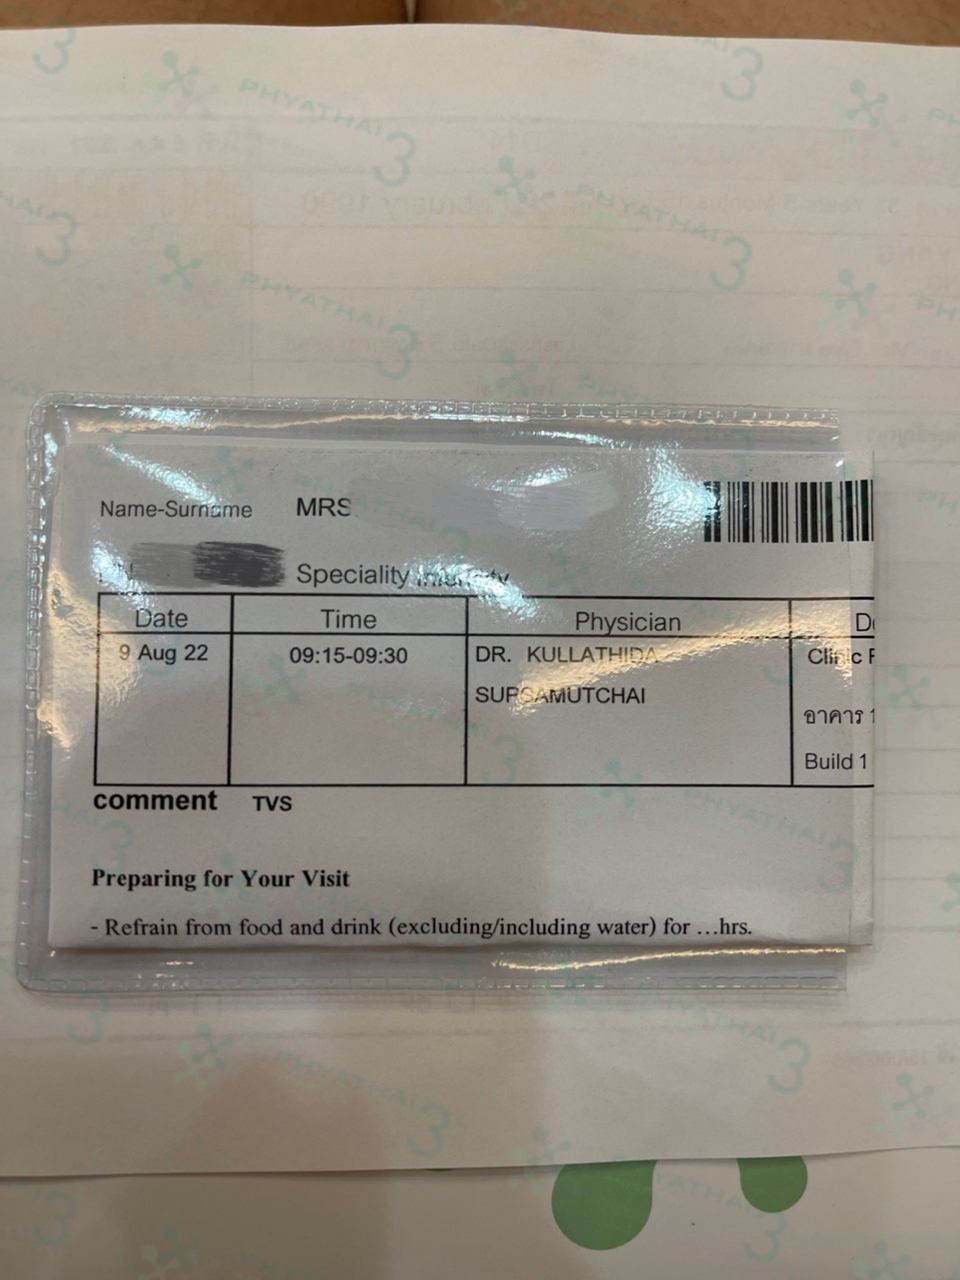 PHYATHAI 3
Name-Surname MRS
Speciality Infertility
Date Time Physician
9 Aug 22 09:15-09:30 DR. KULLATHIDA Clinic
SUPSAMUTCHAI
อาคาร 1
Build 1
comment TVS
Preparing for Your Visit
- Refrain from food and drink (excluding/including water) for ...hrs.